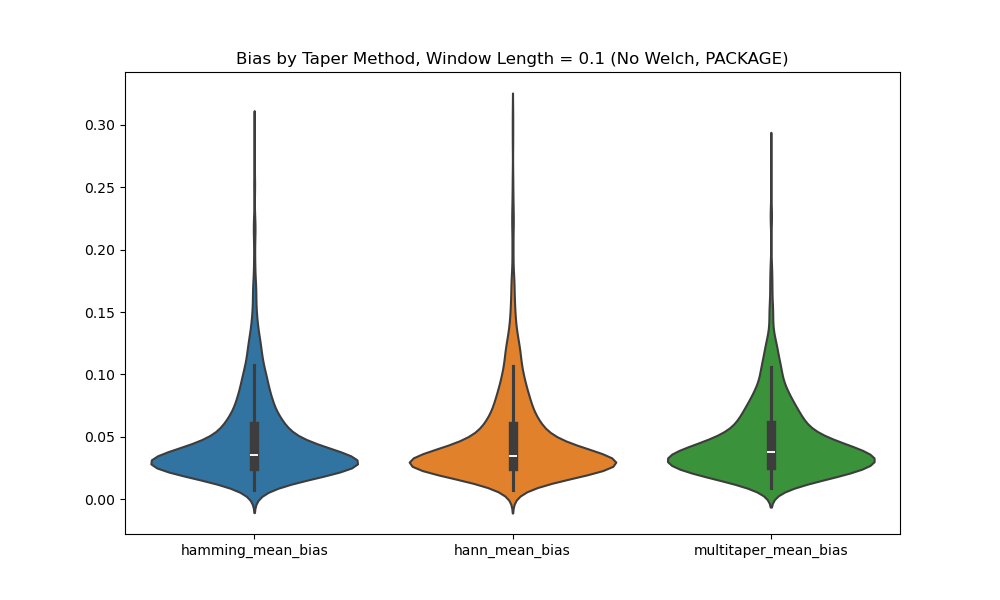 Bias by Taper Method, Window Length = 0.1 (No Welch, PACKAGE)
0.30
0.25
0.20
0.15
0.10
0.05
0.00
hamming_mean_bias
hann_mean_bias
multitaper_mean_bias